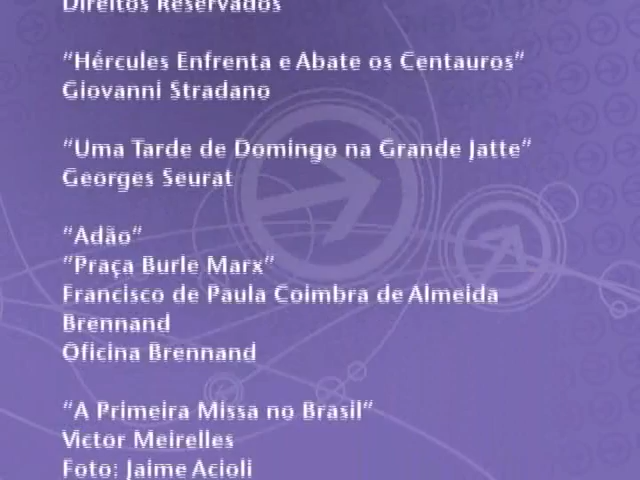 Direitos Reservados
"Hércules Enfrenta e Abate os Centauros"
Giovanni Stradano
"Uma Tarde de Domingo na Grande Jatte"
Georges Seurat
"Adão"
"Praça Burle Marx"
Francisco de Paula Coimbra de Almeida
Brennand
Oficina Brennand
"A Primeira Missa no Brasil"
Victor Meirelles
Foto: Jaime Acioli